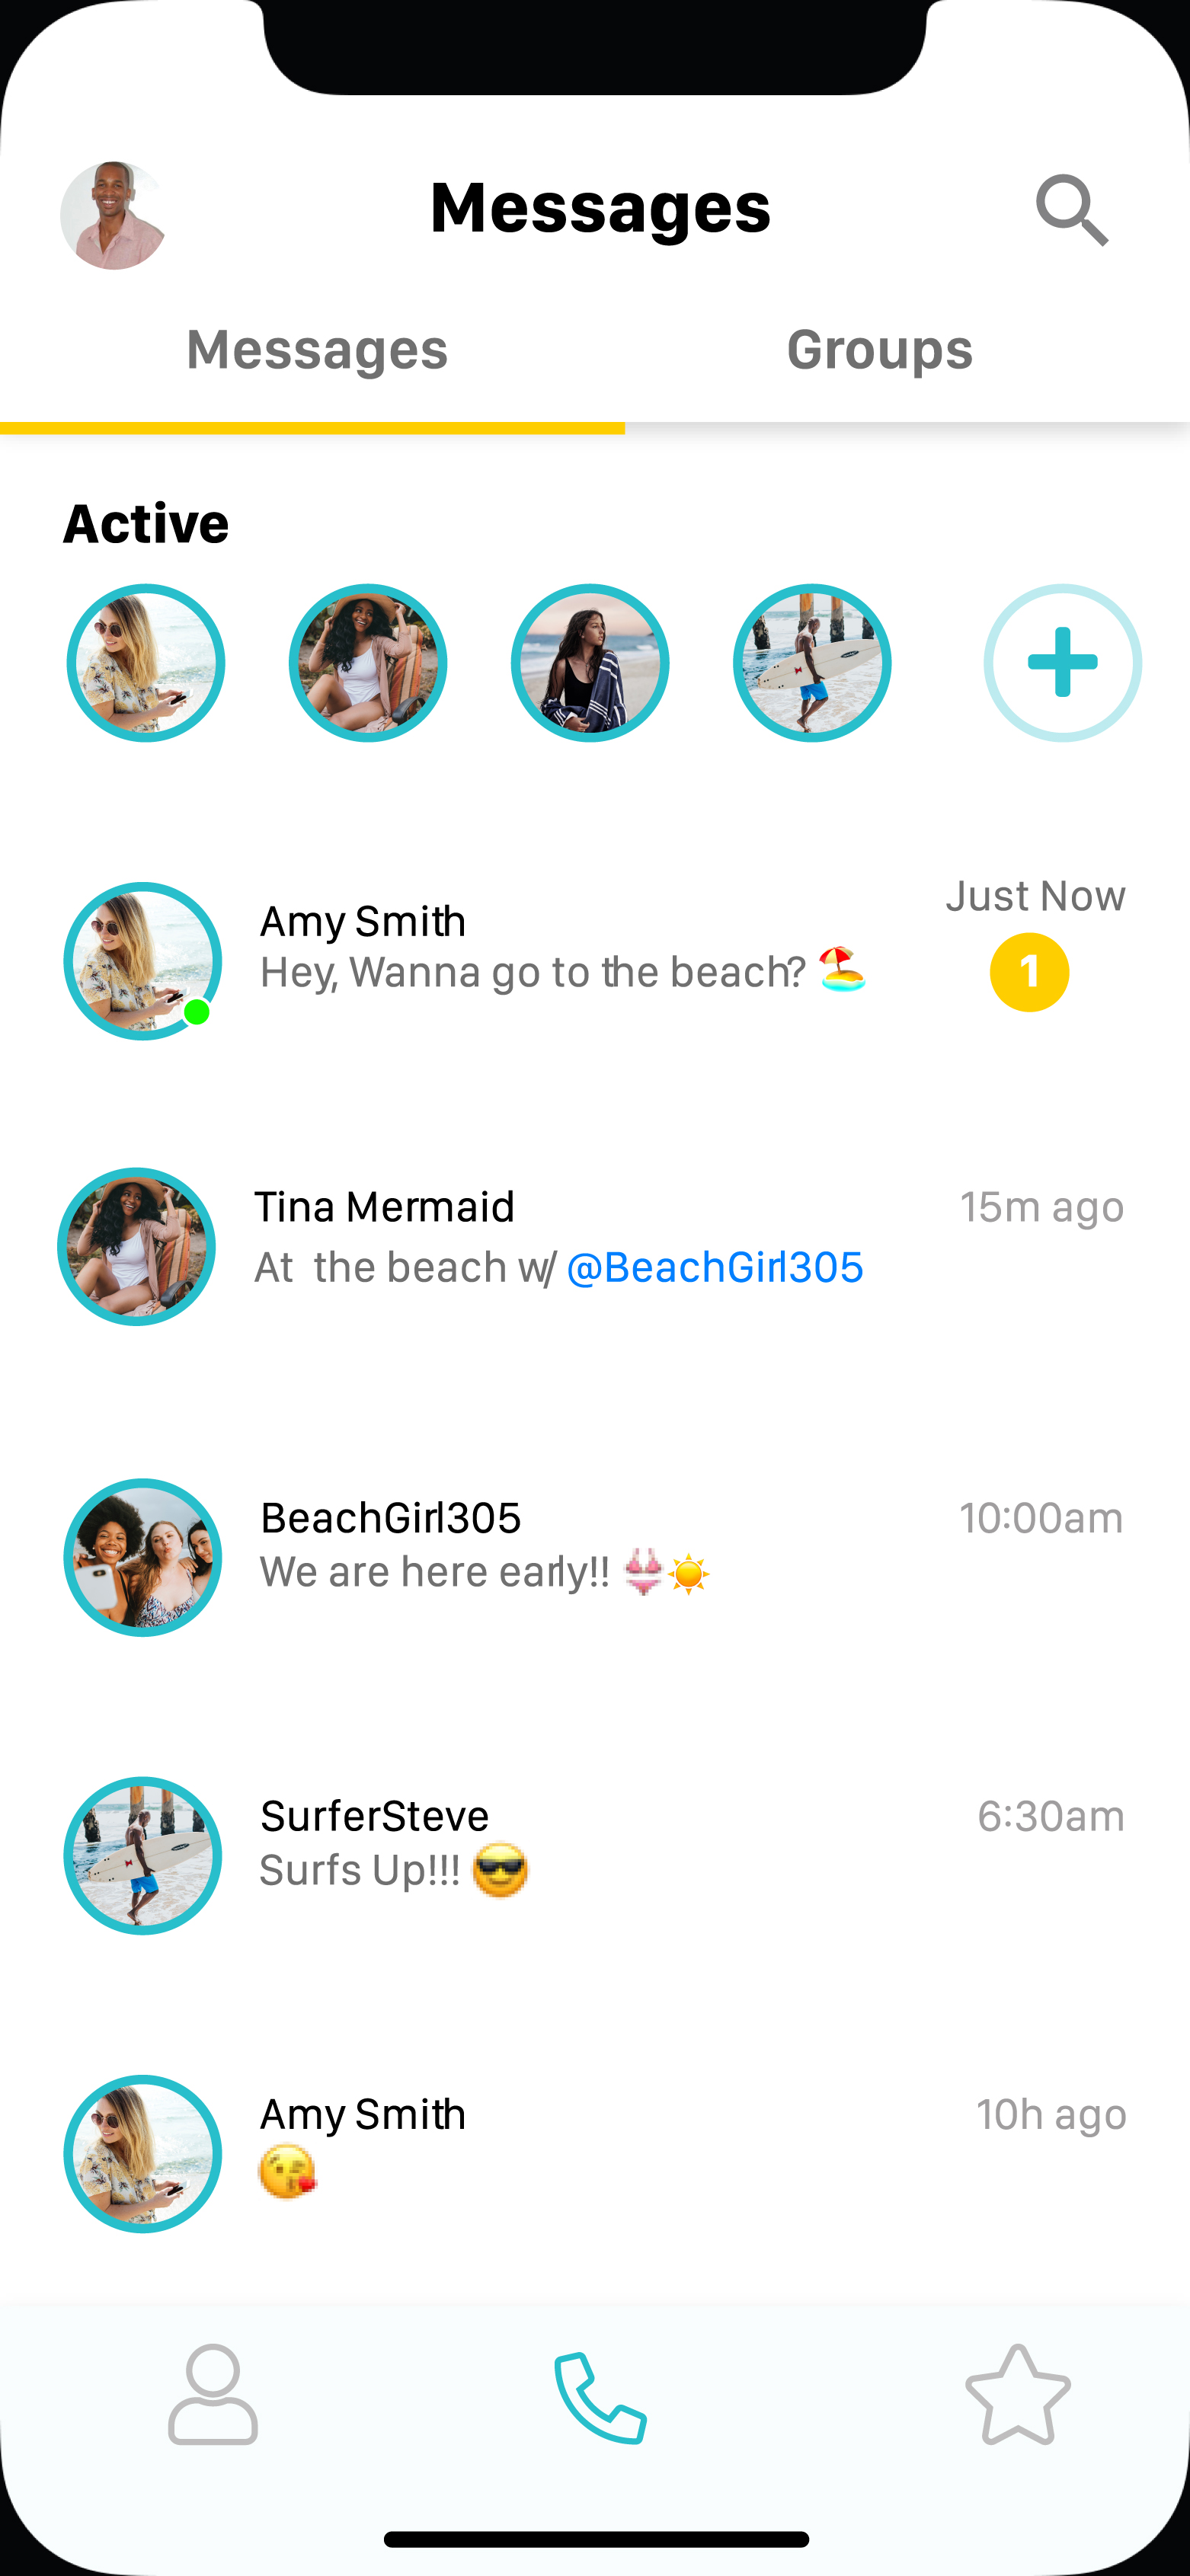 Messages
Messages Groups
Active
Just Now
Amy Smith
Hey, Wanna go to the beach? 🏖️
1
Tina Mermaid 15m ago
At  the beach w/ @BeachGirl305
BeachGirl305 10:00am
We are here early!! 👙☀️
SurferSteve 6:30am
Surfs Up!!! 😎
Amy Smith 10h ago
😘